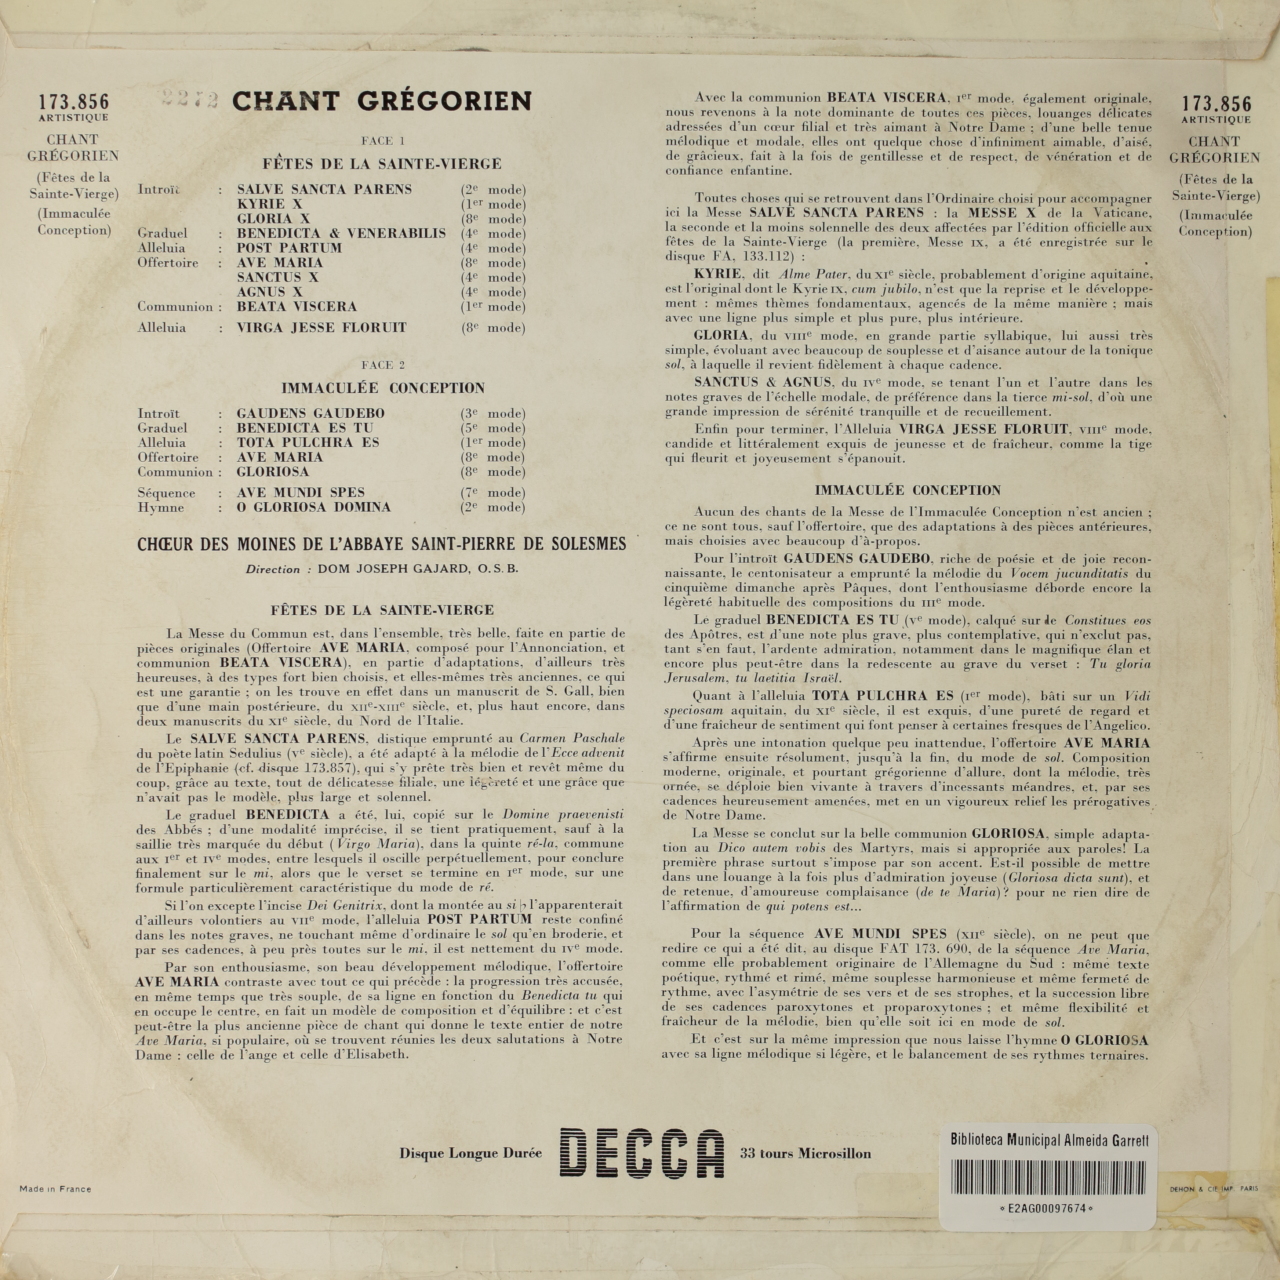 173.856
ARTISTIQUE
CHANT
GRÉGORIEN
(Fêtes de la
Sainte-Vierge)
(Immaculée
Conception)
2272
CHANT GRÉGORIEN
FACE 1
FÊTES DE LA SAINTE-VIERGE
Introït : SALVE SANCTA PARENS (2e mode)
KYRIE X (1er mode)
GLORIA X (8e mode)
Graduel : BENEDICTA & VENERABILIS (4e mode)
Alleluia : POST PARTUM (4e mode)
Offertoire : AVE MARIA (8e mode)
SANCTUS X (4e mode)
AGNUS X (4e mode)
Communion : BEATA VISCERA (1er mode)
Alleluia : VIRGA JESSE FLORUIT (8e mode)
FACE 2
IMMACULÉE CONCEPTION
Introït : GAUDENS GAUDEBO (3e mode)
Graduel : BENEDICTA ES TU (5e mode)
Alleluia : TOTA PULCHRA ES (1er mode)
Offertoire : AVE MARIA (8e mode)
Communion : GLORIOSA (8e mode)
Séquence : AVE MUNDI SPES (7e mode)
Hymne : O GLORIOSA DOMINA (2e mode)
CHŒUR DES MOINES DE L'ABBAYE SAINT-PIERRE DE SOLESMES
Direction : DOM JOSEPH GAJARD, O.S.B.
FÊTES DE LA SAINTE-VIERGE
La Messe du Commun est, dans l'ensemble, très belle, faite en partie de
pièces originales (Offertoire AVE MARIA, composé pour l'Annonciation, et
communion BEATA VISCERA), en partie d'adaptations, d'ailleurs très
heureuses, à des types fort bien choisis, et elles-mêmes très anciennes, ce qui
est une garantie ; on les trouve en effet dans un manuscrit de S. Gall, bien
que d'une main postérieure, du XIIe-XIIIe siècle, et, plus haut encore, dans
deux manuscrits du XIe siècle, du Nord de l'Italie.
Le SALVE SANCTA PARENS, distique emprunté au Carmen Paschale
du poète latin Sedulius (Ve siècle), a été adapté à la mélodie de l'Ecce advenit
de l'Epiphanie (cf. disque 173.857), qui s'y prête très bien et revêt même du
coup, grâce au texte, tout de délicatesse filiale, une légèreté et une grâce que
n'avait pas le modèle, plus large et solennel.
Le graduel BENEDICTA a été, lui, copié sur le Domine praevenisti
des Abbés ; d'une modalité imprécise, il se tient pratiquement, sauf à la
saillie très marquée du début (Virgo Maria), dans la quinte ré-la, commune
aux Ier et IVe modes, entre lesquels il oscille perpétuellement, pour conclure
finalement sur le mi, alors que le verset se termine en Ier mode, sur une
formule particulièrement caractéristique du mode de ré.
Si l'on excepte l'incise Dei Genitrix, dont la montée au si ♭ l'apparenterait
d'ailleurs volontiers au VIIe mode, l'alleluia POST PARTUM reste confiné
dans les notes graves, ne touchant même d'ordinaire le sol qu'en broderie, et
par ses cadences, à peu près toutes sur le mi, il est nettement du IVe mode.
Par son enthousiasme, son beau développement mélodique, l'offertoire
AVE MARIA contraste avec tout ce qui précède : la progression très accusée,
en même temps que très souple, de sa ligne en fonction du Benedicta tu qui
en occupe le centre, en fait un modèle de composition et d'équilibre : et c'est
peut-être la plus ancienne pièce de chant qui donne le texte entier de notre
Ave Maria, si populaire, où se trouvent réunies les deux salutations à Notre
Dame : celle de l'ange et celle d'Elisabeth.
Avec la communion BEATA VISCERA, Ier mode, également originale,
nous revenons à la note dominante de toutes ces pièces, louanges délicates
adressées d'un cœur filial et très aimant à Notre Dame ; d'une belle tenue
mélodique et modale, elles ont quelque chose d'infiniment aimable, d'aisé,
de gracieux, fait à la fois de gentillesse et de respect, de vénération et de
confiance enfantine.
Toutes choses qui se retrouvent dans l'Ordinaire choisi pour accompagner
ici la Messe SALVE SANCTA PARENS : la MESSE X de la Vaticane,
la seconde et la moins solennelle des deux affectées par l'édition officielle aux
fêtes de la Sainte-Vierge (la première, Messe IX, a été enregistrée sur le
disque FA, 133.112) :
KYRIE, dit Alme Pater, du XIe siècle, probablement d'origine aquitaine,
est l'original dont le Kyrie IX, cum jubilo, n'est que la reprise et le développe-
ment : mêmes thèmes fondamentaux, agencés de la même manière ; mais
avec une ligne plus simple et plus pure, plus intérieure.
GLORIA, du VIIIe mode, en grande partie syllabique, lui aussi très
simple, évoluant avec beaucoup de souplesse et d'aisance autour de la tonique
sol, à laquelle il revient fidèlement à chaque cadence.
SANCTUS & AGNUS, du IVe mode, se tenant l'un et l'autre dans les
notes graves de l'échelle modale, de préférence dans la tierce mi-sol, d'où une
grande impression de sérénité tranquille et de recueillement.
Enfin pour terminer, l'Alleluia VIRGA JESSE FLORUIT, VIIIe mode,
candide et littéralement exquis de jeunesse et de fraîcheur, comme la tige
qui fleurit et joyeusement s'épanouit.
IMMACULÉE CONCEPTION
Aucun des chants de la Messe de l'Immaculée Conception n'est ancien ;
ce ne sont tous, sauf l'offertoire, que des adaptations à des pièces antérieures,
mais choisies avec beaucoup d'à-propos.
Pour l'introït GAUDENS GAUDEBO, riche de poésie et de joie recon-
naissante, le centonisateur a emprunté la mélodie du Vocem jucunditatis du
cinquième dimanche après Pâques, dont l'enthousiasme déborde encore la
légèreté habituelle des compositions du IIIe mode.
Le graduel BENEDICTA ES TU (Ve mode), calqué sur le Constitues eos
des Apôtres, est d'une note plus grave, plus contemplative, qui n'exclut pas,
tant s'en faut, l'ardente admiration, notamment dans le magnifique élan et
encore plus peut-être dans la redescente au grave du verset : Tu gloria
Jerusalem, tu laetitia Israël.
Quant à l'alleluia TOTA PULCHRA ES (Ier mode), bâti sur un Vidi
speciosam aquitain, du XIe siècle, il est exquis, d'une pureté de regard et
d'une fraîcheur de sentiment qui font penser à certaines fresques de l'Angelico.
Après une intonation quelque peu inattendue, l'offertoire AVE MARIA
s'affirme ensuite résolument, jusqu'à la fin, du mode de sol. Composition
moderne, originale, et pourtant grégorienne d'allure, dont la mélodie, très
ornée, se déploie bien vivante à travers d'incessants méandres, et, par ses
cadences heureusement amenées, met en un vigoureux relief les prérogatives
de Notre Dame.
La Messe se conclut sur la belle communion GLORIOSA, simple adapta-
tion au Dico autem vobis des Martyrs, mais si appropriée aux paroles! La
première phrase surtout s'impose par son accent. Est-il possible de mettre
dans une louange à la fois plus d'admiration joyeuse (Gloriosa dicta sunt), et
de retenue, d'amoureuse complaisance (de te Maria)? pour ne rien dire de
l'affirmation de qui potens est...
Pour la séquence AVE MUNDI SPES (XIIe siècle), on ne peut que
redire ce qui a été dit, au disque FAT 173. 690, de la séquence Ave Maria,
comme elle probablement originaire de l'Allemagne du Sud : même texte
poétique, rythmé et rimé, même souplesse harmonieuse et même fermeté de
rythme, avec l'asymétrie de ses vers et de ses strophes, et la succession libre
de ses cadences paroxytones et proparoxytones ; et même flexibilité et
fraîcheur de la mélodie, bien qu'elle soit ici en mode de sol.
Et c'est sur la même impression que nous laisse l'hymne O GLORIOSA
avec sa ligne mélodique si légère, et le balancement de ses rythmes ternaires.
173.856
ARTISTIQUE
CHANT
GRÉGORIEN
(Fêtes de la
Sainte-Vierge)
(Immaculée
Conception)
Disque Longue Durée DECCA 33 tours Microsillon
Biblioteca Municipal Almeida Garrett
E2AG00097674
Made in France
DEHON & CIE IMP. PARIS